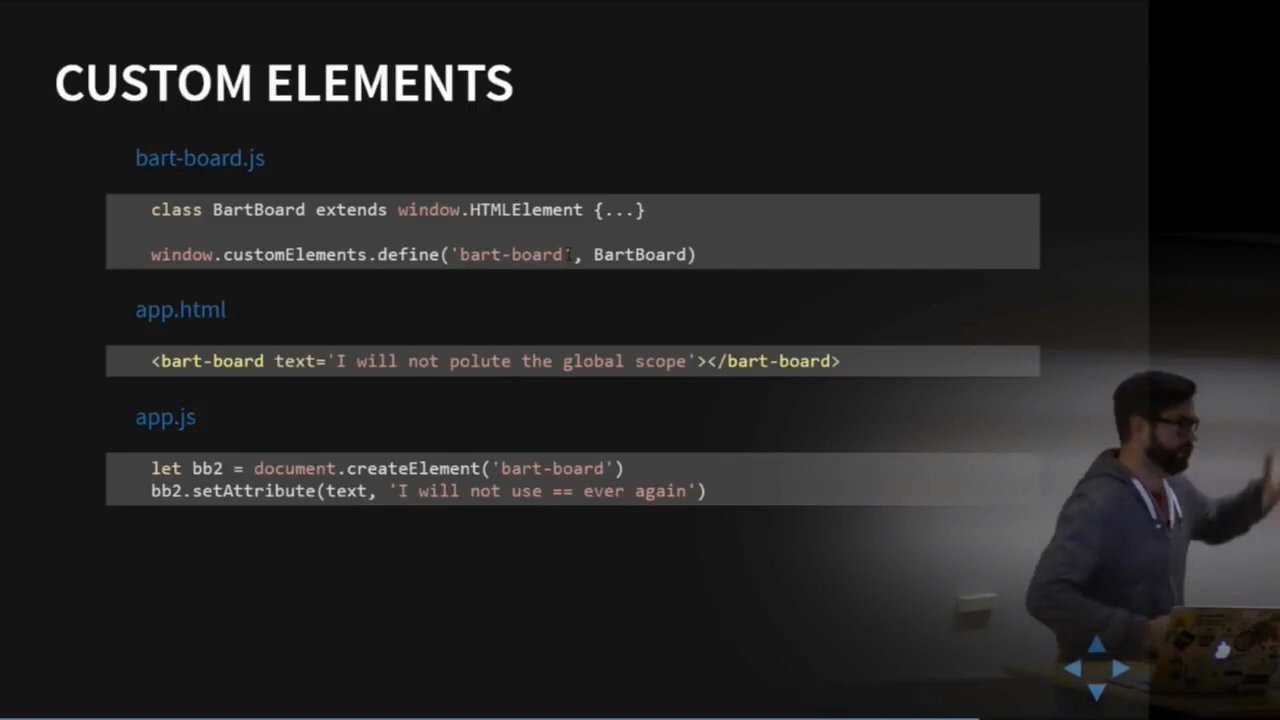 CUSTOM ELEMENTS
bart-board.js
class BartBoard extends window.HTMLElement {...}
window.customElements.define('bart-board', BartBoard)
app.html
<bart-board text='I will not polute the global scope'></bart-board>
app.js
let bb2 = document.createElement('bart-board')
bb2.setAttribute(text, 'I will not use == ever again')